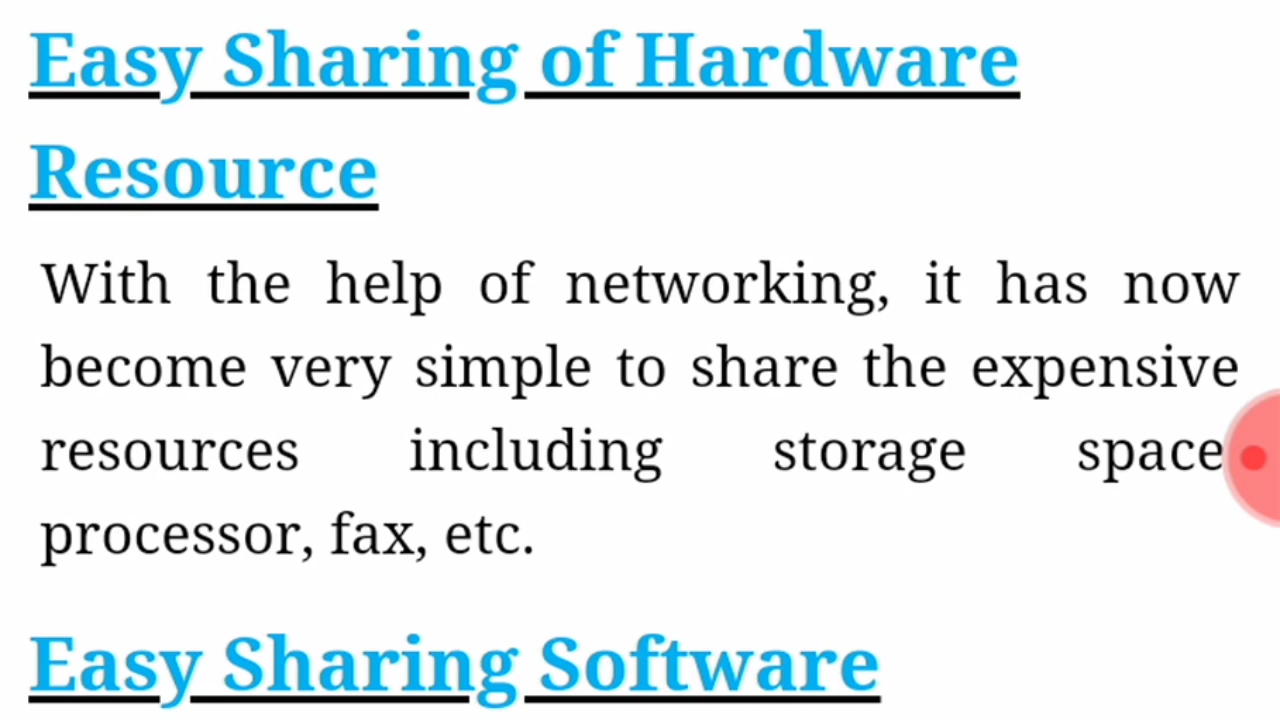 Easy Sharing of Hardware
Resource
With the help of networking, it has now
become very simple to share the expensive
resources including storage space
processor, fax, etc.
Easy Sharing Software